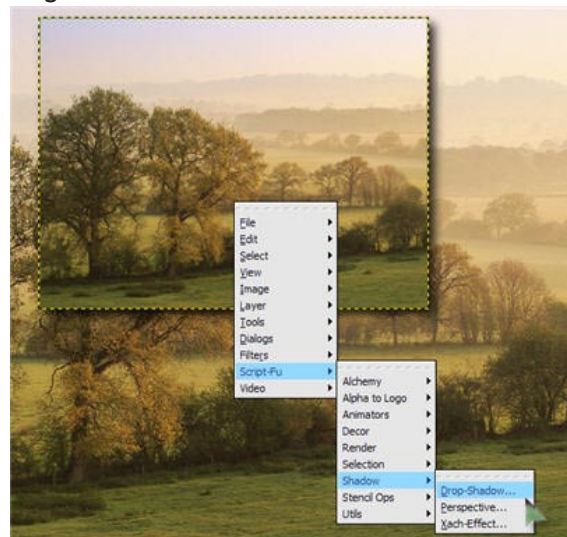 File
Edit
Select
View
Image
Layer
Tools
Dialogs
Filters
Script-Fu
Video
Alchemy
Alpha to Logo
Animators
Decor
Render
Selection
Shadow
Stencil Ops
Utils
Drop-Shadow...
Perspective...
Xach-Effect...